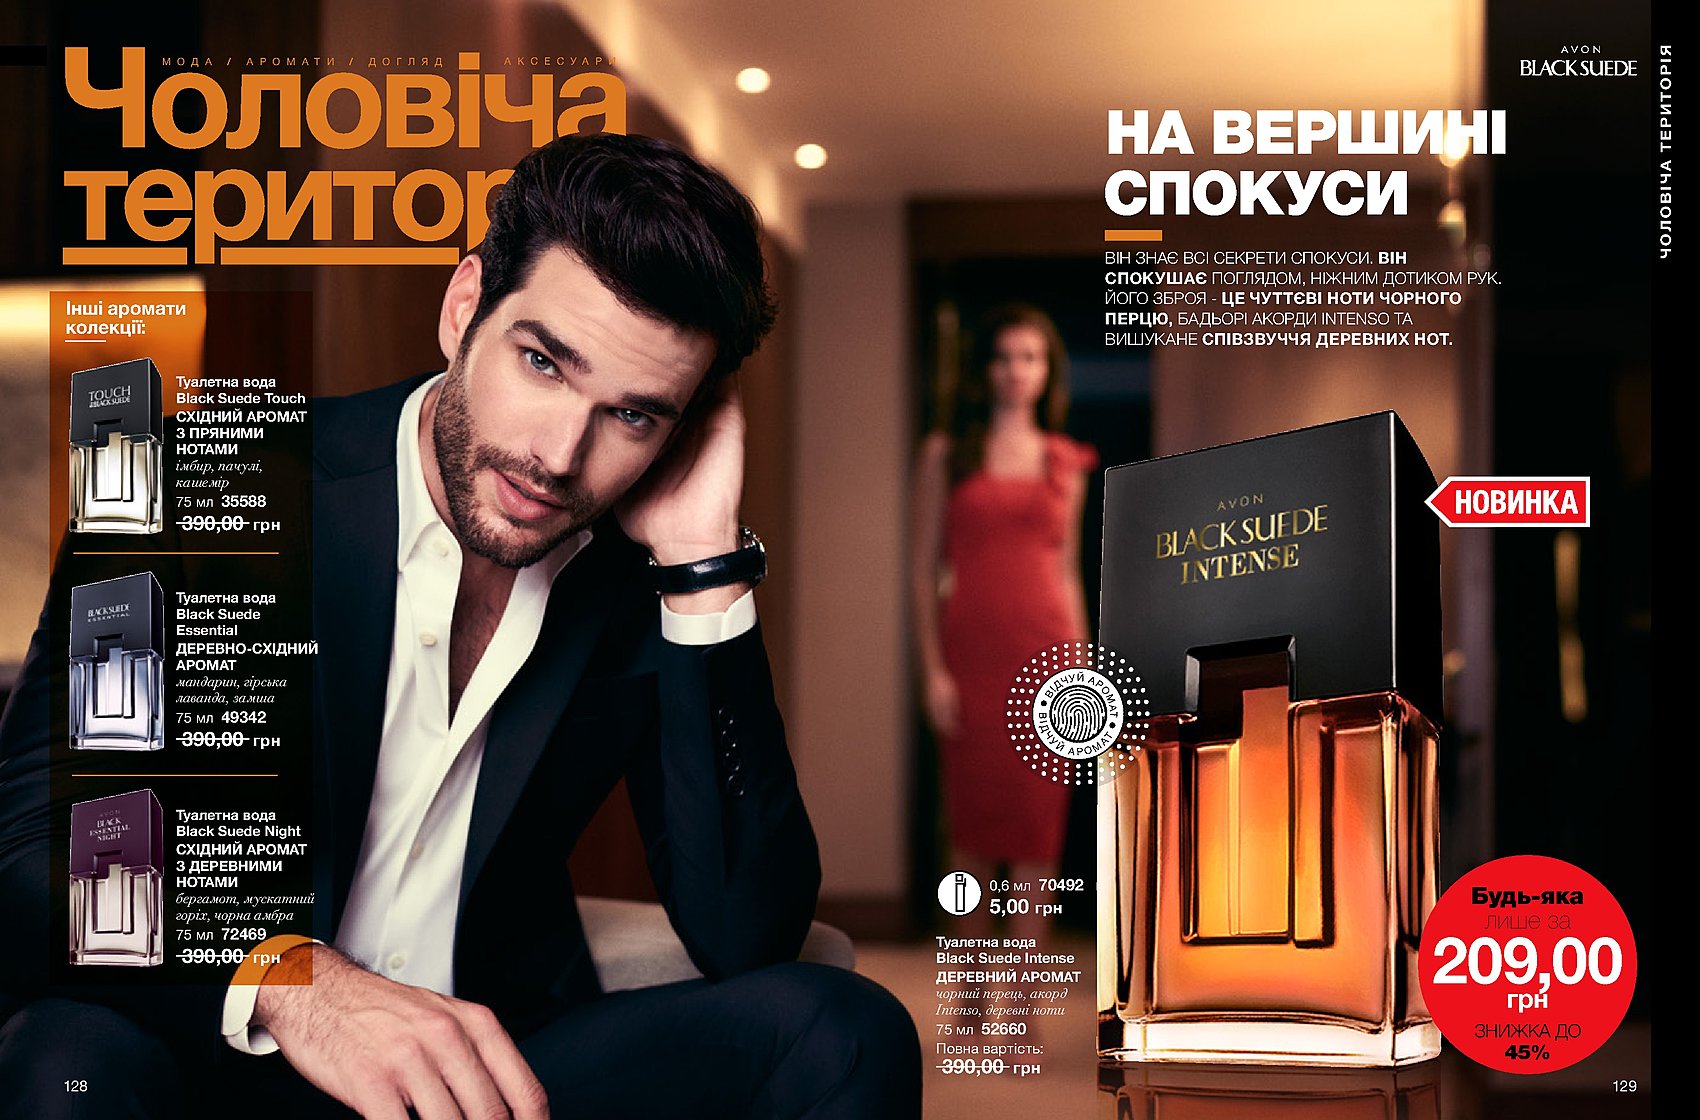 МОДА / АРОМАТИ / ДОГЛЯД АКСЕСУАРИ
Чоловіча
територ
Інші аромати
колекції:
TOUCH
BLACK SUEDE
Туалетна вода
Black Suede Touch
СХІДНИЙ АРОМАТ
З ПРЯНИМИ
НОТАМИ
імбир, пачулі,
кашемір
75 мл 35588
390,00 грн
BLACK SUEDE
ESSENTIAL
Туалетна вода
Black Suede
Essential
ДЕРЕВНО-СХІДНИЙ
АРОМАТ
мандарин, гірська
лаванда, замша
75 мл 49342
390,00 грн
AVON
BLACK
ESSENTIAL
NIGHT
Туалетна вода
Black Suede Night
СХІДНИЙ АРОМАТ
З ДЕРЕВНИМИ
НОТАМИ
бергамот, мускатний
горіх, чорна амбра
75 мл 72469
390,00 грн
128
AVON
BLACK SUEDE
ЧОЛОВІЧА ТЕРИТОРІЯ
НА ВЕРШИНІ
СПОКУСИ
ВІН ЗНАЄ ВСІ СЕКРЕТИ СПОКУСИ. ВІН
СПОКУШАЄ ПОГЛЯДОМ, НІЖНИМ ДОТИКОМ РУК.
ЙОГО ЗБРОЯ - ЦЕ ЧУТТЄВІ НОТИ ЧОРНОГО
ПЕРЦЮ, БАДЬОРІ АКОРДИ INTENSO ТА
ВИШУКАНЕ СПІВЗВУЧЧЯ ДЕРЕВНИХ НОТ.
AVON
BLACK SUEDE
INTENSE
НОВИНКА
ВІДЧУЙ АРОМАТ
ВІДЧУЙ АРОМАТ
0,6 мл 70492
5,00 грн
Туалетна вода
Black Suede Intense
ДЕРЕВНИЙ АРОМАТ
чорний перець, акорд
Intenso, деревні ноти
75 мл 52660
Повна вартість:
390,00 грн
Будь-яка
лише за
209,00
грн
ЗНИЖКА ДО
45%
129